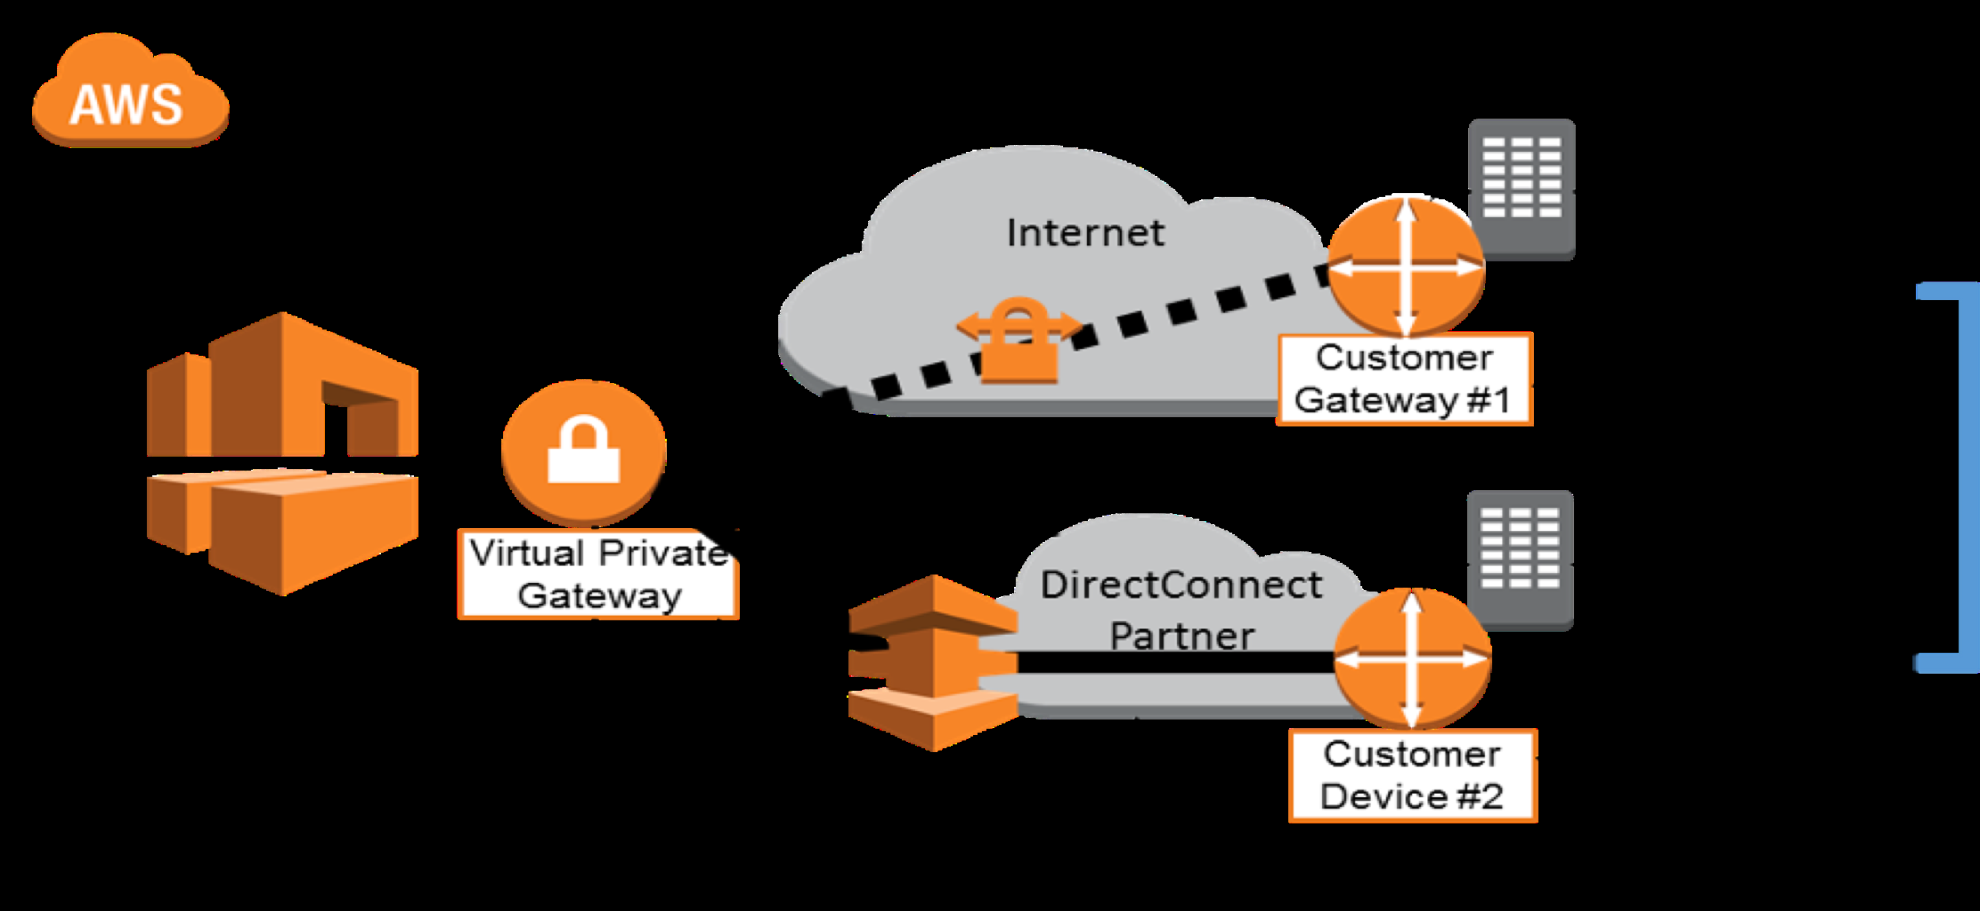 AWS
Internet
Customer
Gateway #1
Virtual Private
Gateway
DirectConnect
Partner
Customer
Device #2